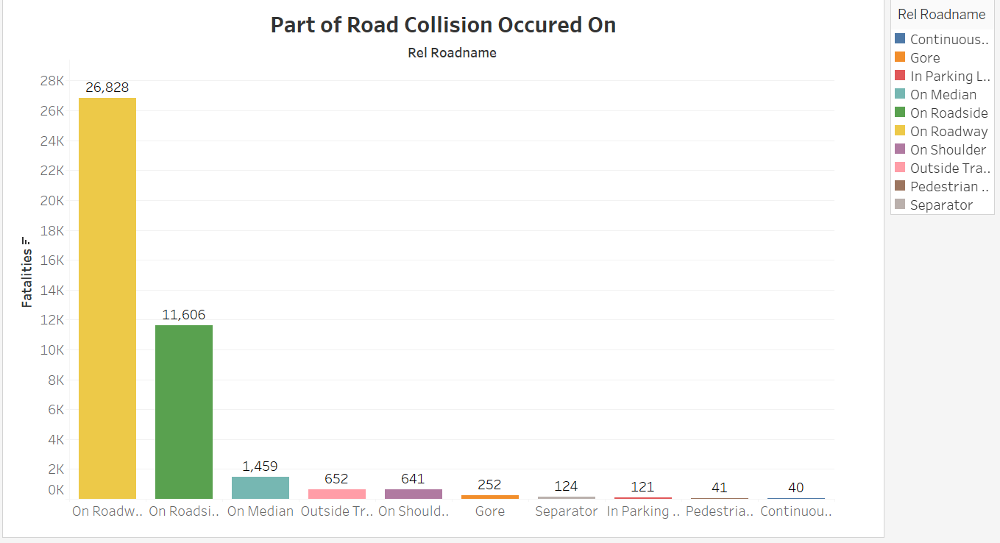 Part of Road Collision Occured On
Rel Roadname
Fatalities
28K
26K
24K
22K
20K
18K
16K
14K
12K
10K
8K
6K
4K
2K
0K
26,828
11,606
1,459
652
641
252
124
121
41
40
On Roadw.. On Roadsi.. On Median Outside Tr.. On Should.. Gore Separator In Parking .. Pedestria.. Continuou..
Rel Roadname
Continuous..
Gore
In Parking L..
On Median
On Roadside
On Roadway
On Shoulder
Outside Tra..
Pedestrian ..
Separator